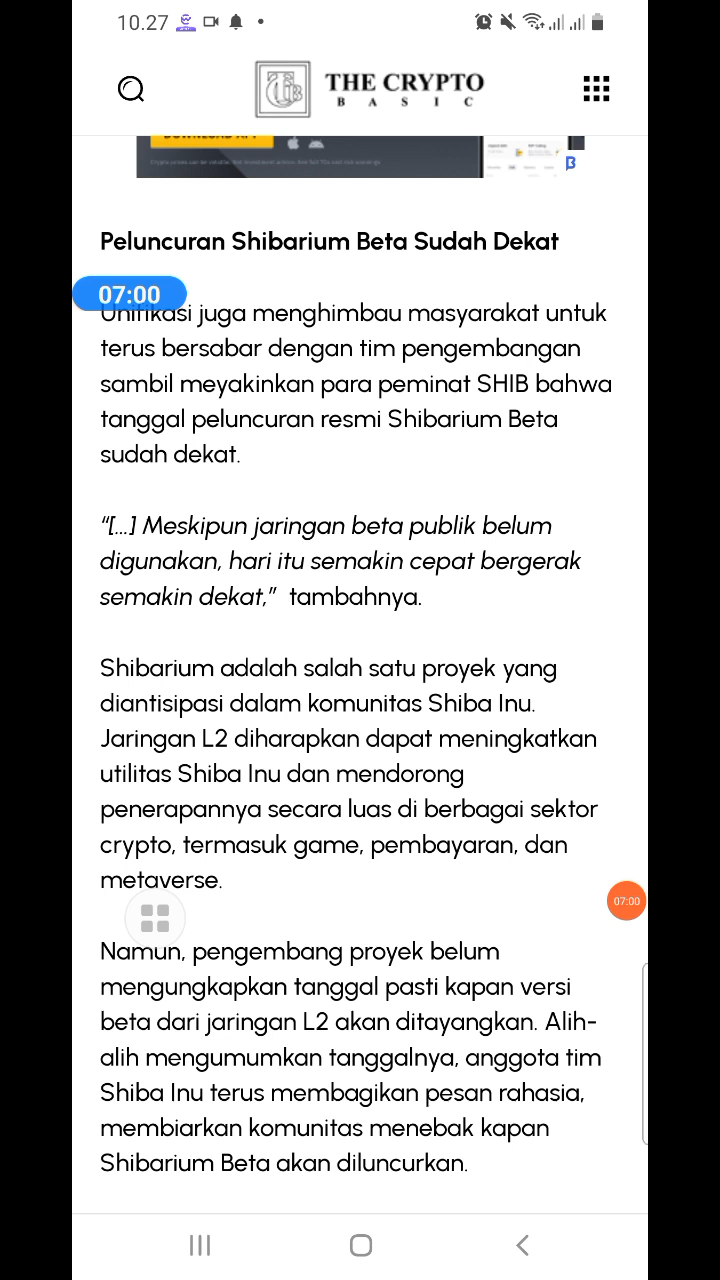 10.27
THE CRYPTO
BASIC
Peluncuran Shibarium Beta Sudah Dekat
07:00
Unifikasi juga menghimbau masyarakat untuk
terus bersabar dengan tim pengembangan
sambil meyakinkan para peminat SHIB bahwa
tanggal peluncuran resmi Shibarium Beta
sudah dekat.
“[…] Meskipun jaringan beta publik belum
digunakan, hari itu semakin cepat bergerak
semakin dekat,” tambahnya.
Shibarium adalah salah satu proyek yang
diantisipasi dalam komunitas Shiba Inu.
Jaringan L2 diharapkan dapat meningkatkan
utilitas Shiba Inu dan mendorong
penerapannya secara luas di berbagai sektor
crypto, termasuk game, pembayaran, dan
metaverse.
07:00
Namun, pengembang proyek belum
mengungkapkan tanggal pasti kapan versi
beta dari jaringan L2 akan ditayangkan. Alih-
alih mengumumkan tanggalnya, anggota tim
Shiba Inu terus membagikan pesan rahasia,
membiarkan komunitas menebak kapan
Shibarium Beta akan diluncurkan.